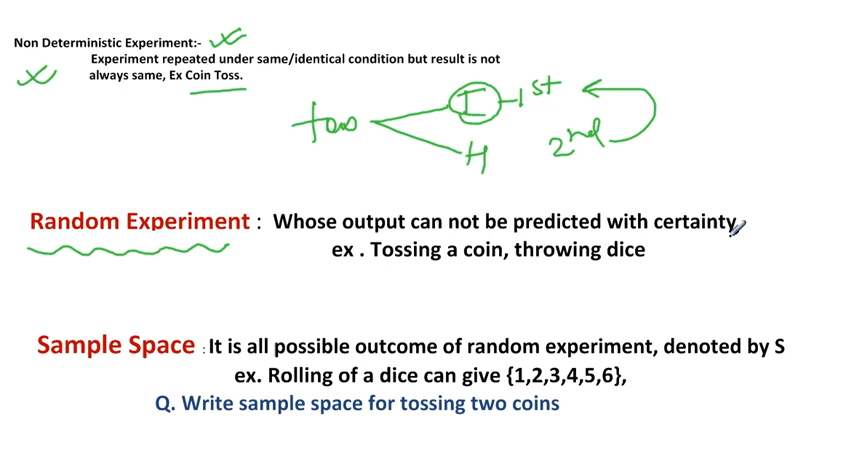 Non Deterministic Experiment:-
Experiment repeated under same/identical condition but result is not
always same, Ex Coin Toss.
toss
T
1st
H
2nd
Random Experiment : Whose output can not be predicted with certainty
ex . Tossing a coin, throwing dice
Sample Space : It is all possible outcome of random experiment, denoted by S
ex. Rolling of a dice can give {1,2,3,4,5,6},
Q. Write sample space for tossing two coins